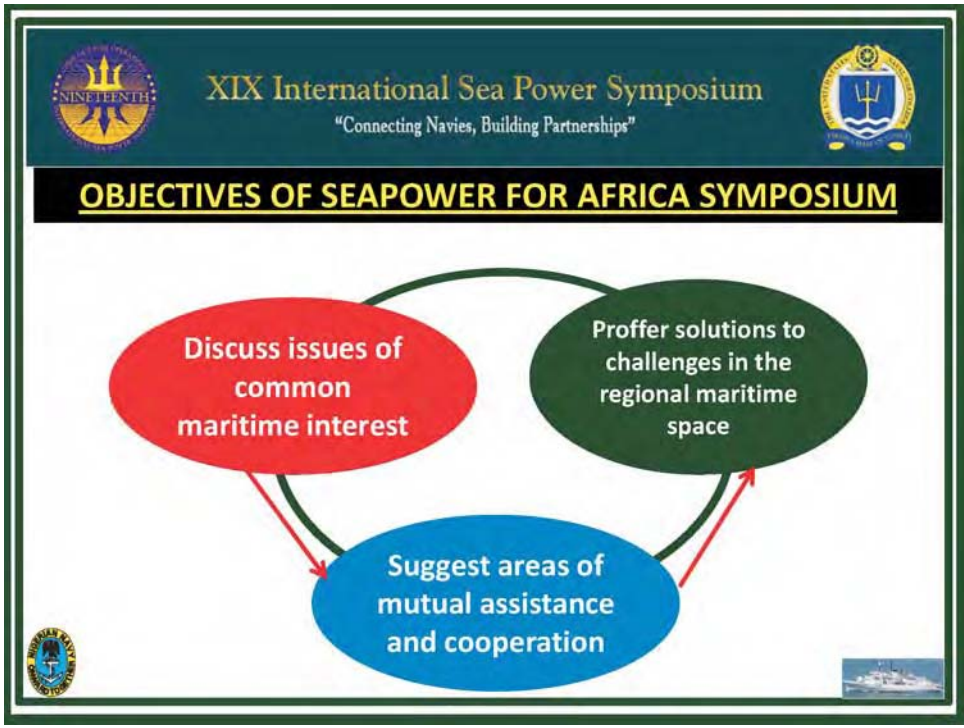 NINETEENTH
XIX International Sea Power Symposium
"Connecting Navies, Building Partnerships"
OBJECTIVES OF SEAPOWER FOR AFRICA SYMPOSIUM
Discuss issues of
common
maritime interest
Proffer solutions to
challenges in the
regional maritime
space
Suggest areas of
mutual assistance
and cooperation
NIGERIAN NAVY